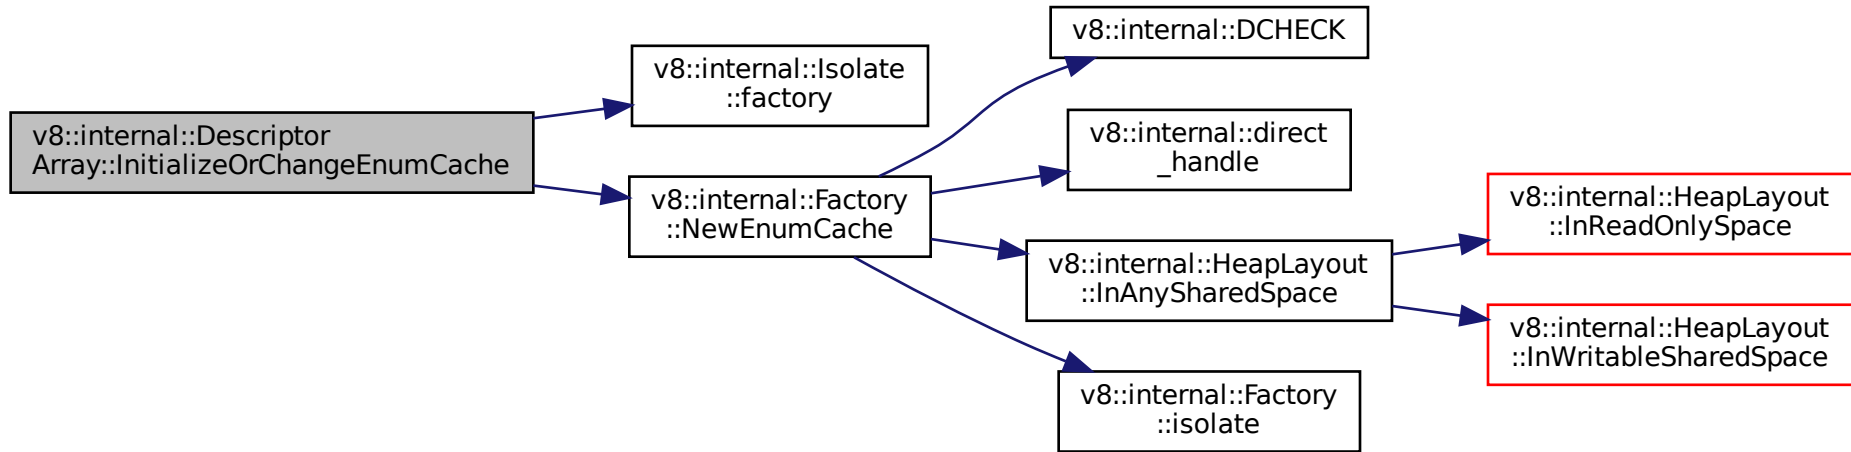 v8::internal::Descriptor
Array::InitializeOrChangeEnumCache
v8::internal::Isolate
::factory
v8::internal::Factory
::NewEnumCache
v8::internal::DCHECK
v8::internal::direct
_handle
v8::internal::HeapLayout
::InAnySharedSpace
v8::internal::Factory
::isolate
v8::internal::HeapLayout
::InReadOnlySpace
v8::internal::HeapLayout
::InWritableSharedSpace